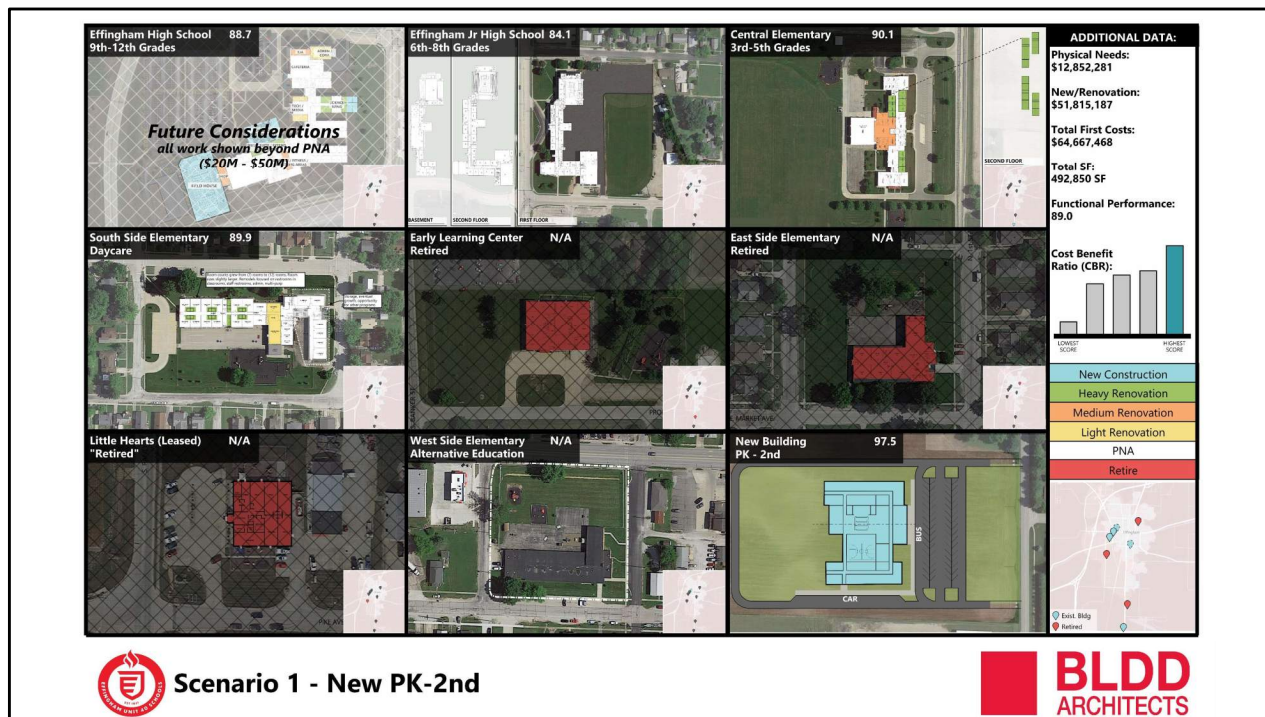 Effingham High School 88.7
9th-12th Grades
Future Considerations
all work shown beyond PNA
($20M - $50M)
FIELD HOUSE
Effingham Jr High School 84.1
6th-8th Grades
BASEMENT
SECOND FLOOR
FIRST FLOOR
Central Elementary 90.1
3rd-5th Grades
SECOND FLOOR
South Side Elementary 89.9
Daycare
Early Learning Center N/A
Retired
East Side Elementary N/A
Retired
Little Hearts (Leased) N/A
"Retired"
West Side Elementary N/A
Alternative Education
New Building 97.5
PK - 2nd
BUS
CAR
ADDITIONAL DATA:
Physical Needs:
$12,852,281
New/Renovation:
$51,815,187
Total First Costs:
$64,667,468
Total SF:
492,850 SF
Functional Performance:
89.0
Cost Benefit
Ratio (CBR):
LOWEST
SCORE
HIGHEST
SCORE
New Construction
Heavy Renovation
Medium Renovation
Light Renovation
PNA
Retire
Exist. Bldg
Retired
EFFINGHAM UNIT 40 SCHOOLS
Scenario 1 - New PK-2nd
BLDD
ARCHITECTS